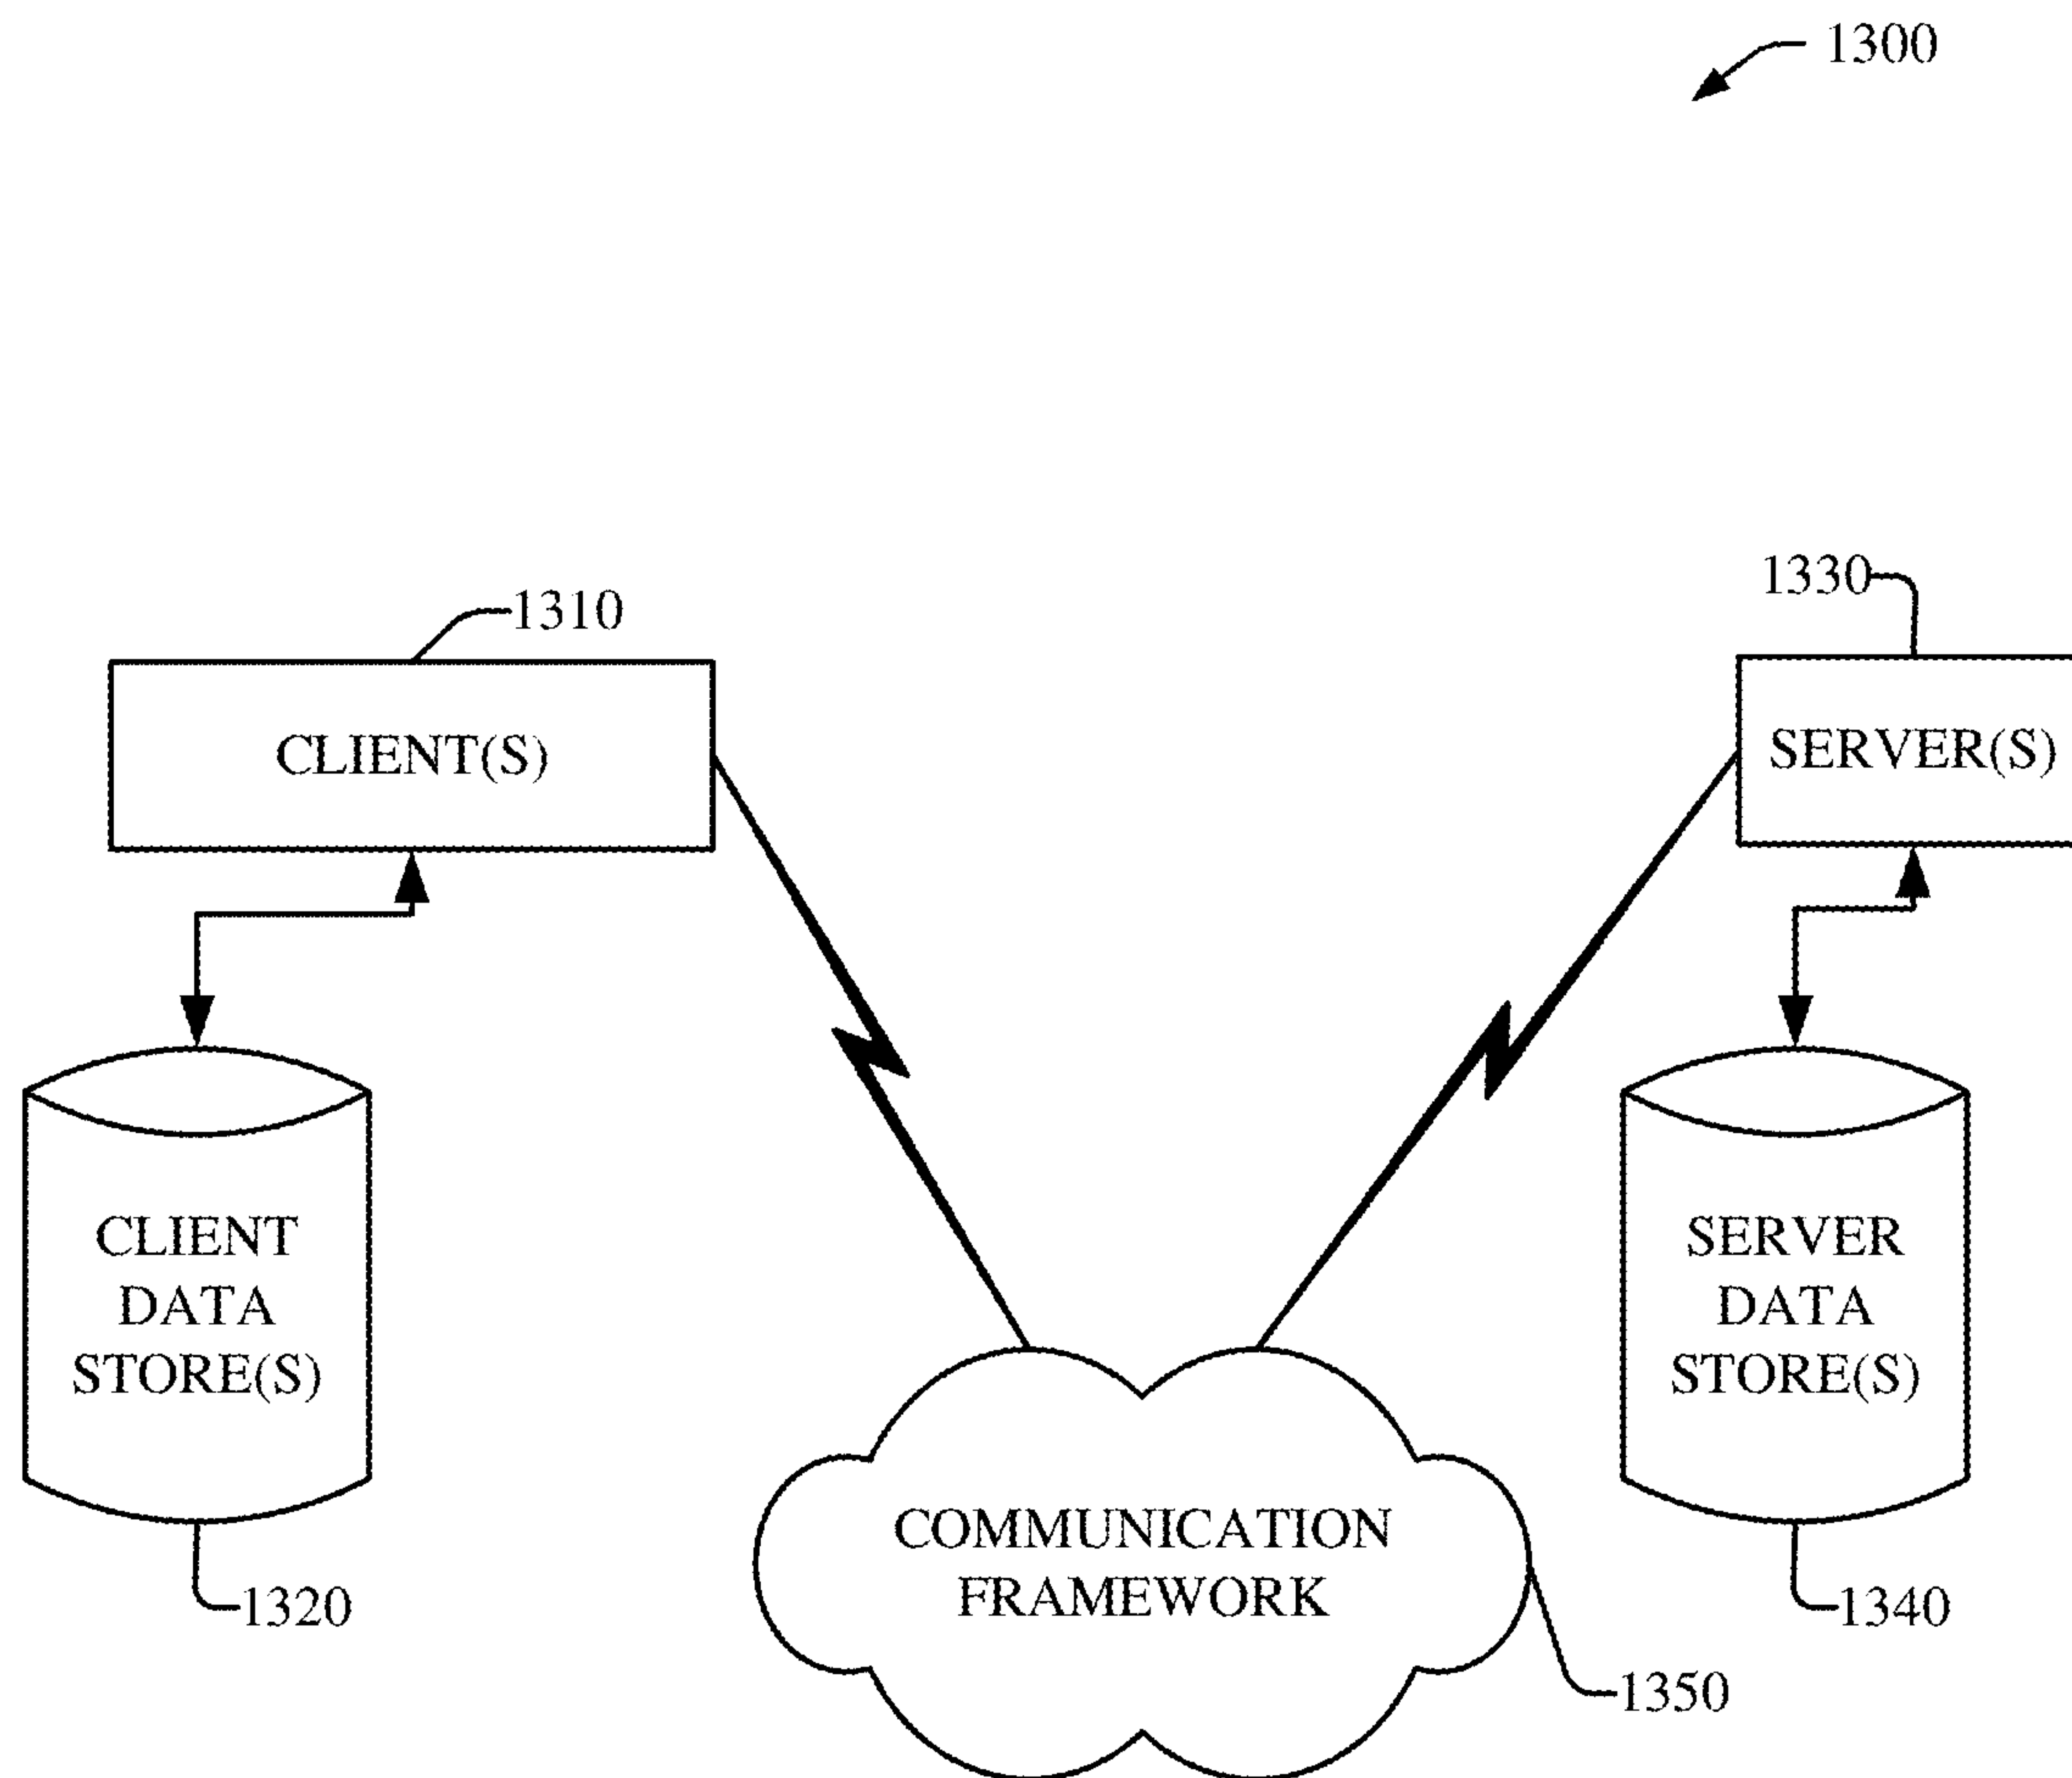 1300
1310
1330
CLIENT(S)
SERVER(S)
CLIENT
DATA
STORE(S)
SERVER
DATA
STORE(S)
COMMUNICATION
FRAMEWORK
1320
1340
1350